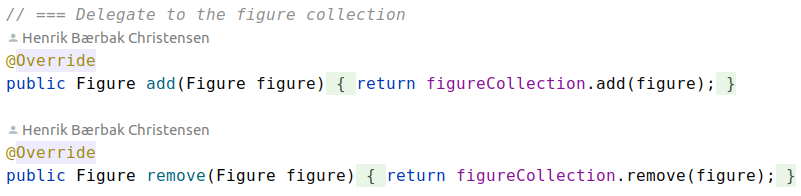 // === Delegate to the figure collection
Henrik Bærbak Christensen
@Override
public Figure add(Figure figure) { return figureCollection.add(figure); }
Henrik Bærbak Christensen
@Override
public Figure remove(Figure figure) { return figureCollection.remove(figure); }